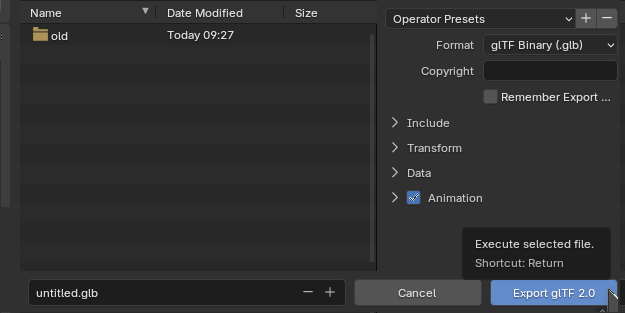 Name Date Modified Size
old Today 09:27
Operator Presets
Format glTF Binary (.glb)
Copyright
Remember Export ...
Include
Transform
Data
Animation
Execute selected file.
Shortcut: Return
untitled.glb
Cancel
Export glTF 2.0